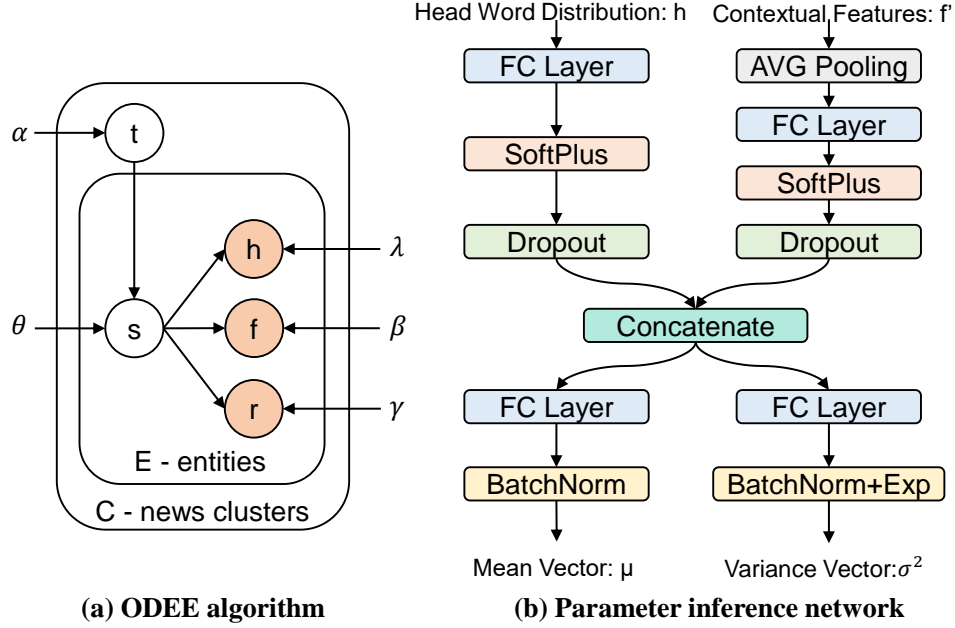 α
t
h
λ
θ
s
f
β
r
γ
E - entities
C - news clusters
(a) ODEE algorithm
Head Word Distribution: h
Contextual Features: f'
FC Layer
AVG Pooling
FC Layer
SoftPlus
SoftPlus
Dropout
Dropout
Concatenate
FC Layer
FC Layer
BatchNorm
BatchNorm+Exp
Mean Vector: μ
Variance Vector:σ²
(b) Parameter inference network